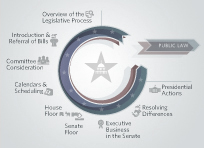 Overview of the
Legislative Process
Introduction &
Referral of Bills
Committee
Consideration
Calendars &
Scheduling
House
Floor
Senate
Floor
Executive
Business
in the Senate
Resolving
Differences
Presidential
Actions
PUBLIC LAW